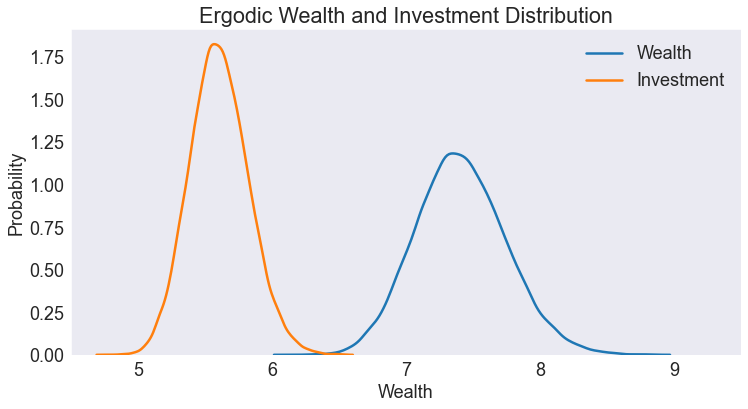 Ergodic Wealth and Investment Distribution
Wealth
Investment
Probability
1.75
1.50
1.25
1.00
0.75
0.50
0.25
0.00
5 6 7 8 9
Wealth